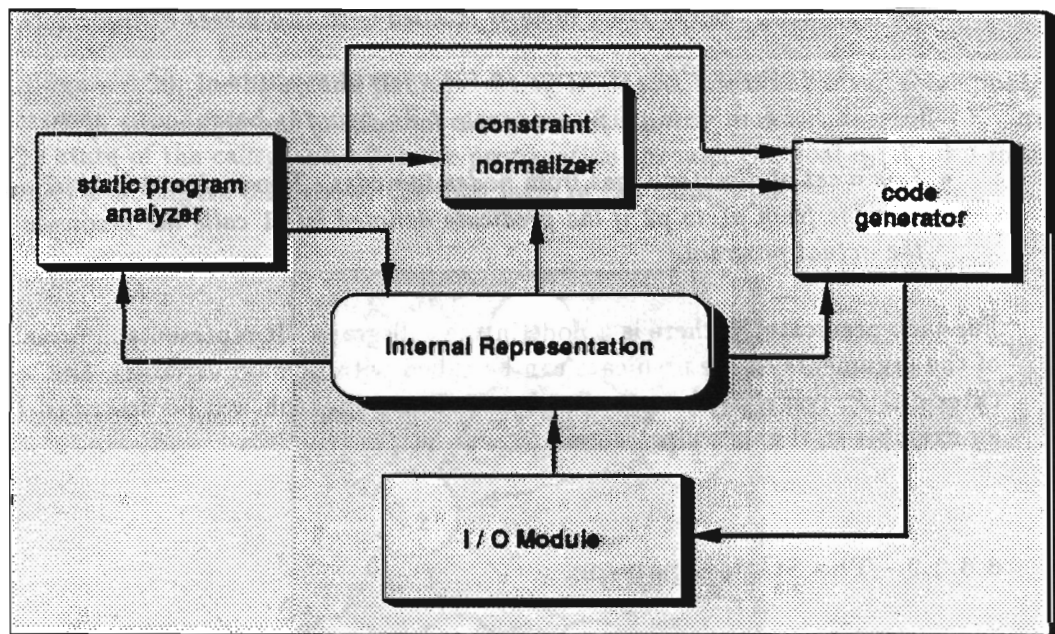 constraint
normalizer
static program
analyzer
code
generator
Internal Representation
I / O Module